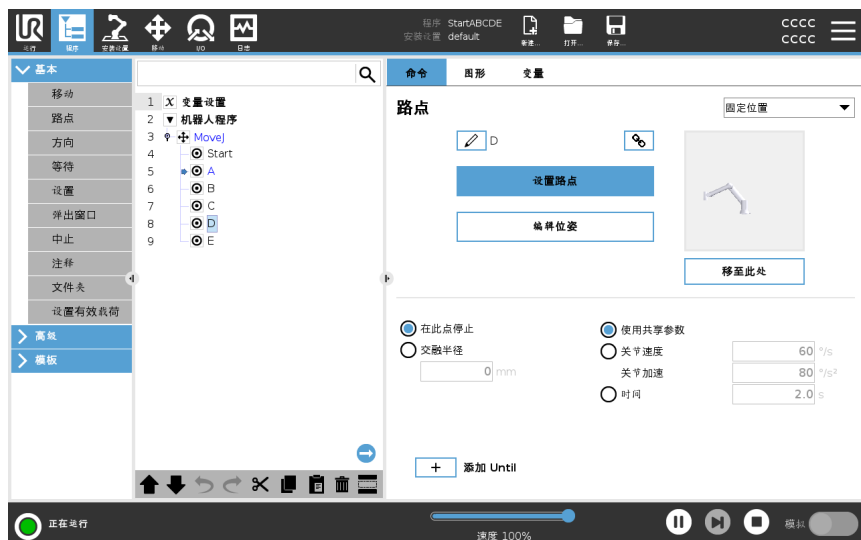 UR
运行
程序
安装设置
移动
I/O
日志
程序 StartABCDE
安装设置 default
新建...
打开...
保存...
CCCC
CCCC
基本
移动
路点
方向
等待
设置
弹出窗口
中止
注释
文件夹
设置有效载荷
高级
模板
1 X 变量设置
2 机器人程序
3 MoveJ
4 Start
5 A
6 B
7 C
8 D
9 E
命令 图形 变量
路点
固定位置
D
设置路点
编辑位姿
移至此处
在此点停止
交融半径
0 mm
使用共享参数
关节速度 60 °/s
关节加速 80 °/s²
时间 2.0 s
+ 添加 Until
正在运行
速度 100%
模拟